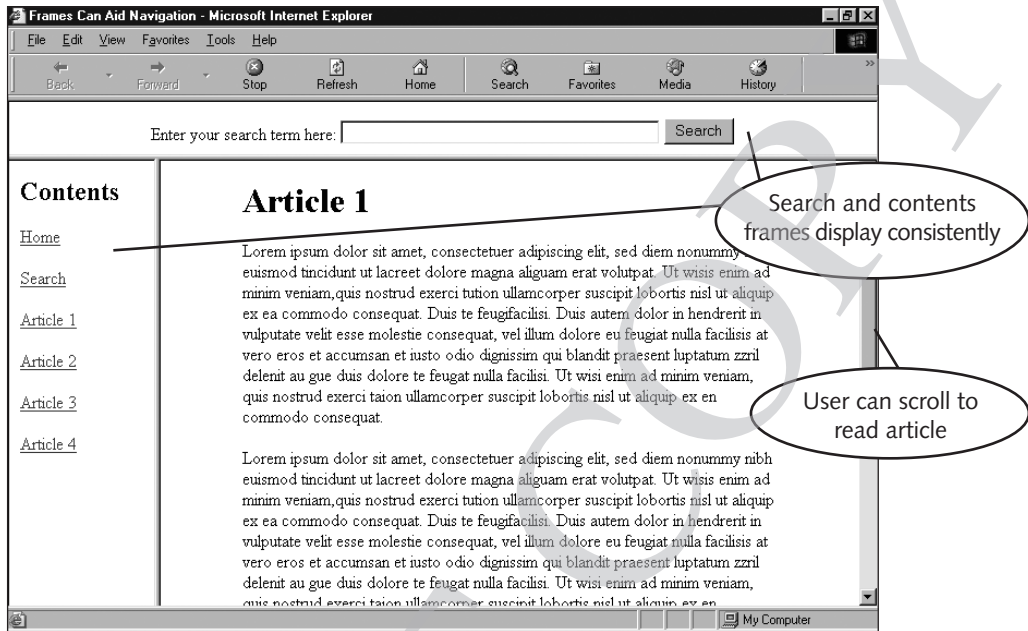 Frames Can Aid Navigation - Microsoft Internet Explorer
File Edit View Favorites Tools Help
Back Forward Stop Refresh Home Search Favorites Media History »
Enter your search term here: Search
Contents
Home
Search
Article 1
Article 2
Article 3
Article 4
Article 1
Lorem ipsum dolor sit amet, consectetuer adipiscing elit, sed diem nonummy
euismod tincidunt ut lacreet dolore magna aliguam erat volutpat. Ut wisis enim ad
minim veniam,quis nostrud exerci tution ullamcorper suscipit lobortis nisl ut aliquip
ex ea commodo consequat. Duis te feugifacilisi. Duis autem dolor in hendrerit in
vulputate velit esse molestie consequat, vel illum dolore eu feugiat nulla facilisis at
vero eros et accumsan et iusto odio dignissim qui blandit praesent luptatum zzril
delenit au gue duis dolore te feugat nulla facilisi. Ut wisi enim ad minim veniam,
quis nostrud exerci taion ullamcorper suscipit lobortis nisl ut aliquip ex en
commodo consequat.
Lorem ipsum dolor sit amet, consectetuer adipiscing elit, sed diem nonummy nibh
euismod tincidunt ut lacreet dolore magna aliguam erat volutpat. Ut wisis enim ad
minim veniam,quis nostrud exerci tution ullamcorper suscipit lobortis nisl ut aliquip
ex ea commodo consequat. Duis te feugifacilisi. Duis autem dolor in hendrerit in
vulputate velit esse molestie consequat, vel illum dolore eu feugiat nulla facilisis at
vero eros et accumsan et iusto odio dignissim qui blandit praesent luptatum zzril
delenit au gue duis dolore te feugat nulla facilisi. Ut wisi enim ad minim veniam,
quis nostrud exerci taion ullamcorper suscipit lobortis nisl ut aliquip ex en
Search and contents
frames display consistently
User can scroll to
read article
My Computer
COPY